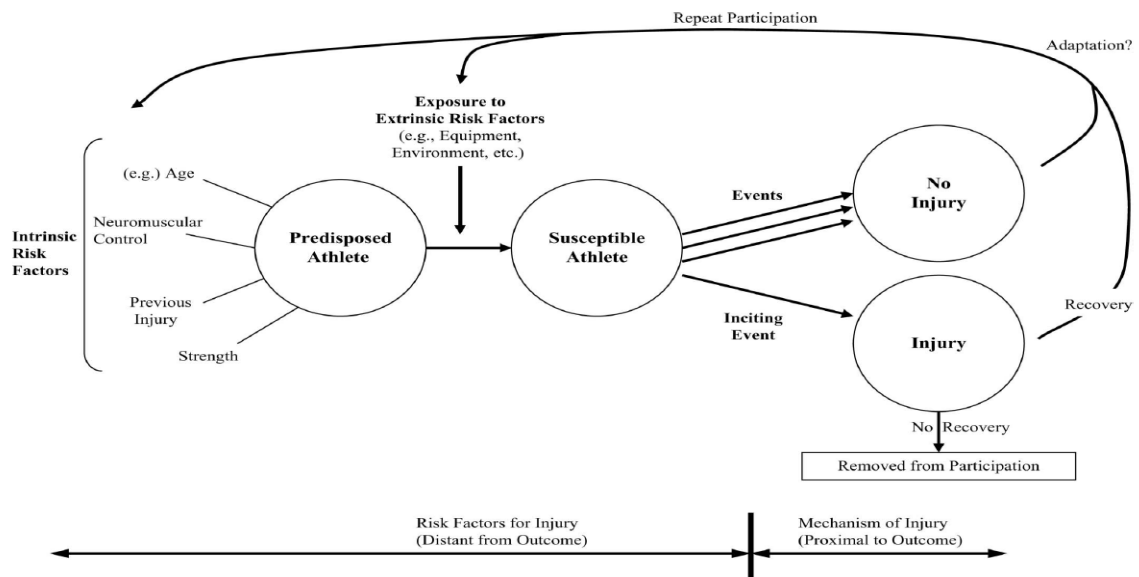 Repeat Participation
Adaptation?
Exposure to
Extrinsic Risk Factors
(e.g., Equipment,
Environment, etc.)
Intrinsic
Risk
Factors
(e.g.) Age
Neuromuscular
Control
Previous
Injury
Strength
Predisposed
Athlete
Susceptible
Athlete
Events
Inciting
Event
No
Injury
Injury
Recovery
No Recovery
Removed from Participation
Risk Factors for Injury
(Distant from Outcome)
Mechanism of Injury
(Proximal to Outcome)